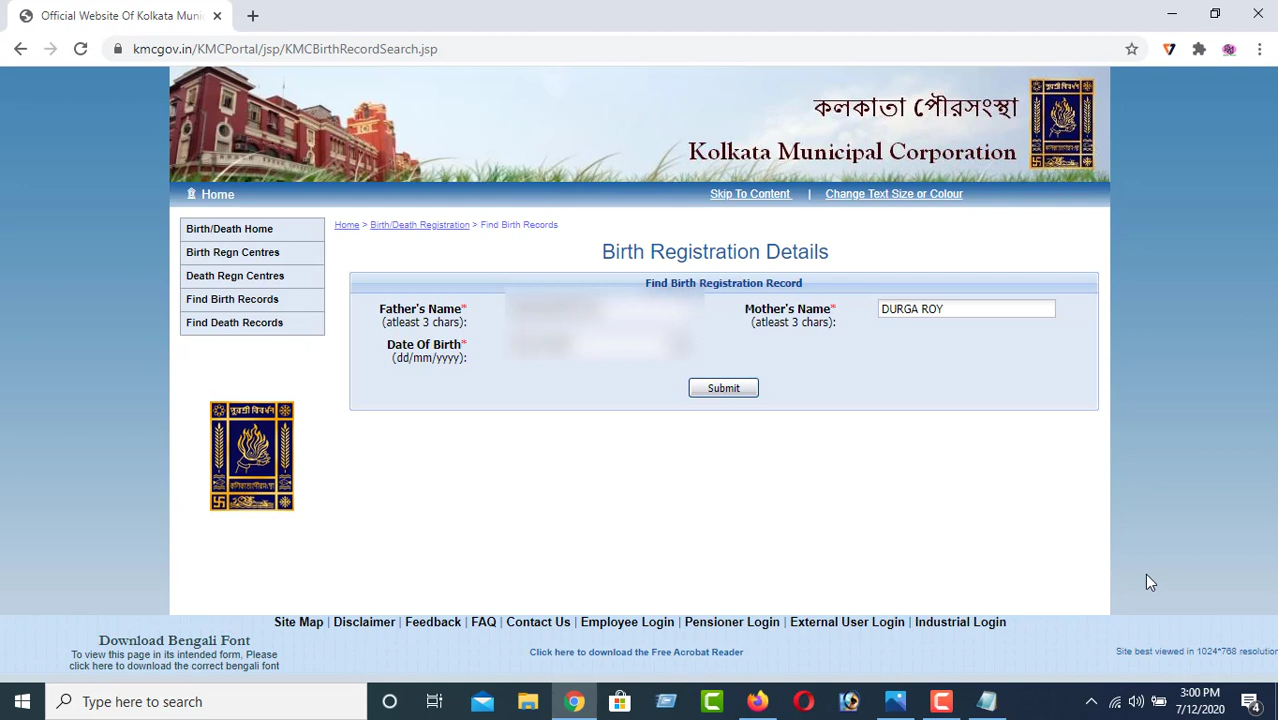 Official Website Of Kolkata Muni
kmcgov.in/KMCPortal/jsp/KMCBirthRecordSearch.jsp
কলকাতা পৌরসংস্থা
Kolkata Municipal Corporation
Home
Skip To Content | Change Text Size or Colour
Birth/Death Home
Birth Regn Centres
Death Regn Centres
Find Birth Records
Find Death Records
Home > Birth/Death Registration > Find Birth Records
Birth Registration Details
Find Birth Registration Record
Father's Name*
(atleast 3 chars):
Mother's Name*
(atleast 3 chars):
DURGA ROY
Date Of Birth*
(dd/mm/yyyy):
Submit
পুরশ্রী বিবর্ধন
Site Map | Disclaimer | Feedback | FAQ | Contact Us | Employee Login | Pensioner Login | External User Login | Industrial Login
Download Bengali Font
To view this page in its intended form, Please
click here to download the correct bengali font
Click here to download the Free Acrobat Reader
Site best viewed in 1024*768 resolution
Type here to search
3:00 PM
7/12/2020
4